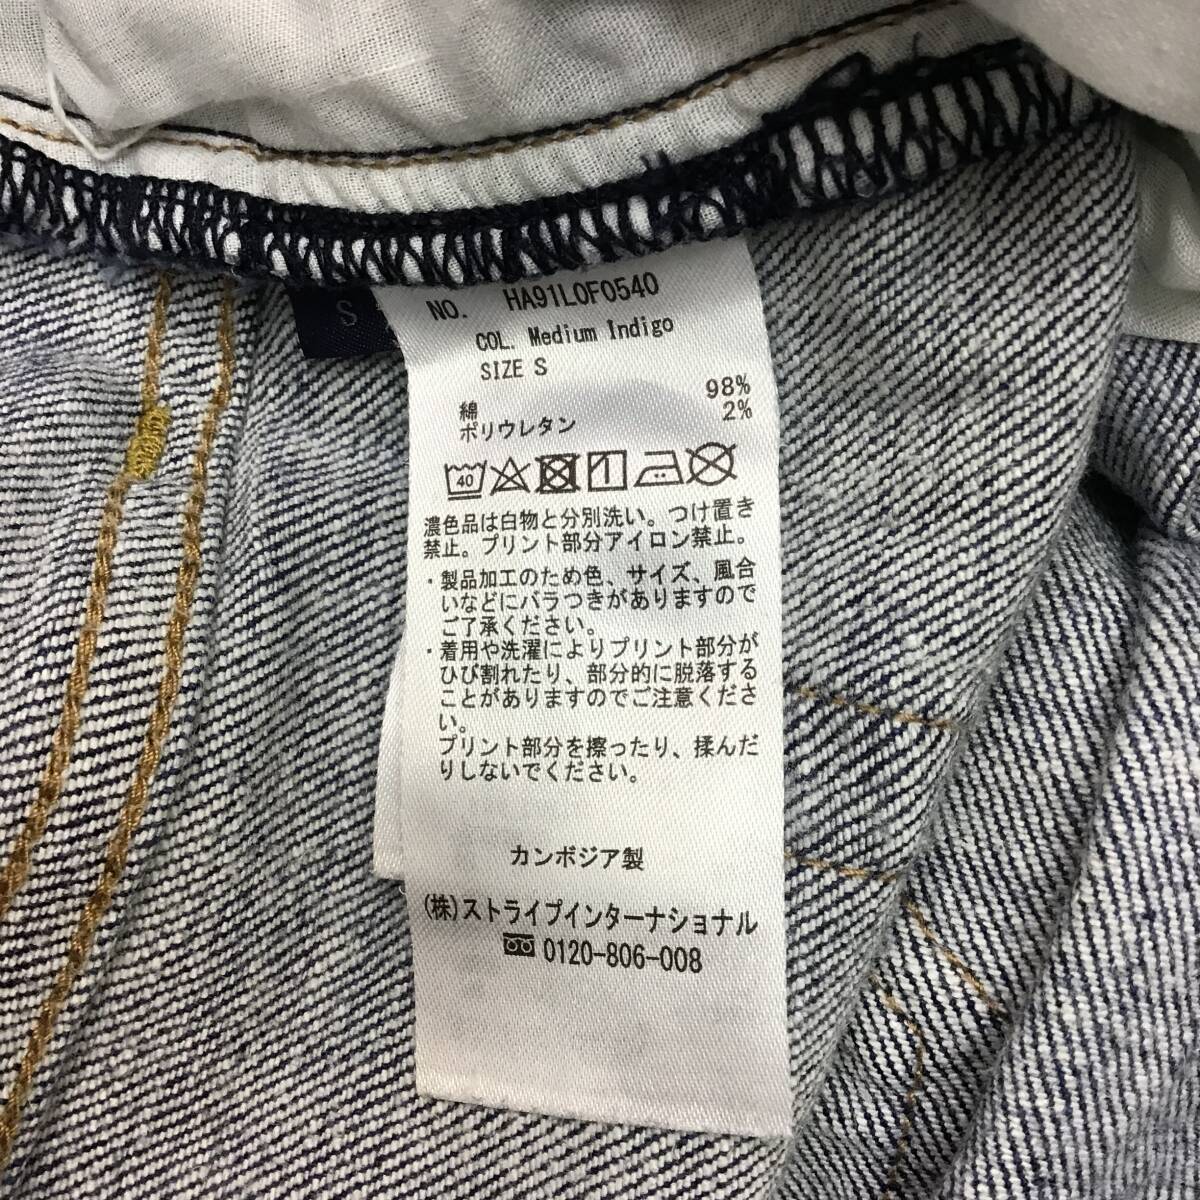 S
NO. HA91L0F0540
COL. Medium Indigo
SIZE S
綿 98%
ポリウレタン 2%
40
濃色品は白物と分別洗い。つけ置き
禁止。プリント部分アイロン禁止。
・製品加工のため色、サイズ、風合
いなどにバラつきがありますので
ご了承ください。
・着用や洗濯によりプリント部分が
ひび割れたり、部分的に脱落する
ことがありますのでご注意くださ
い。
プリント部分を擦ったり、揉んだ
りしないでください。
カンボジア製
(株)ストライプインターナショナル
0120-806-008